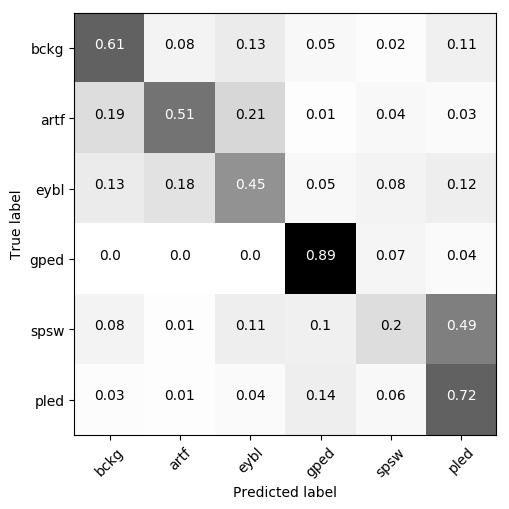 bckg 0.61 0.08 0.13 0.05 0.02 0.11
artf 0.19 0.51 0.21 0.01 0.04 0.03
eybl 0.13 0.18 0.45 0.05 0.08 0.12
gped 0.0 0.0 0.0 0.89 0.07 0.04
spsw 0.08 0.01 0.11 0.1 0.2 0.49
pled 0.03 0.01 0.04 0.14 0.06 0.72
True label
bckg artf eybl gped spsw pled
Predicted label